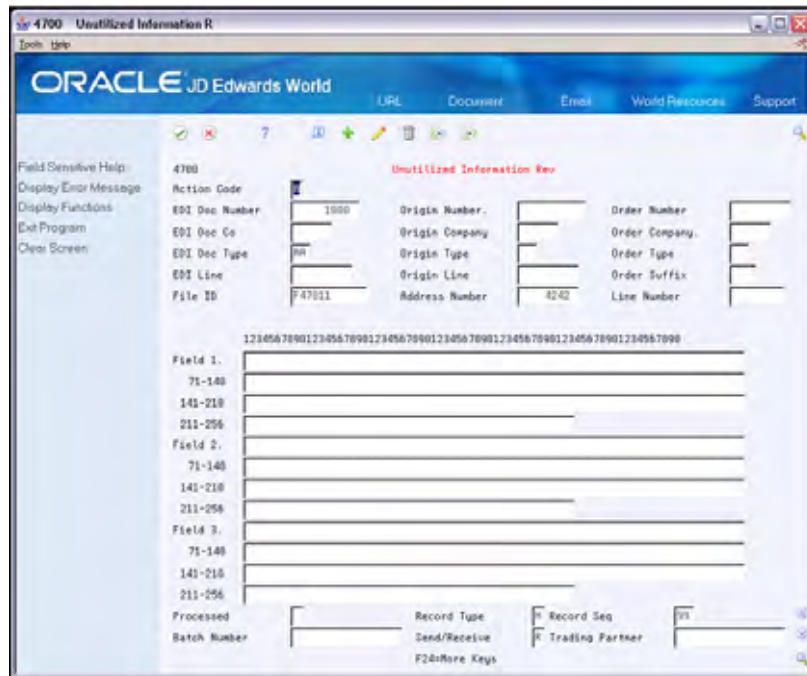 4700 Unutilized Information R
Tools Help
ORACLE JD Edwards World
URL Document Email World Resources Support
Field Sensitive Help
Display Error Message
Display Functions
Exit Program
Clear Screen
4700 Unutilized Information Rev
Action Code I
EDI Doc Number 1000 Origin Number. Order Number
EDI Doc Co Origin Company Order Company.
EDI Doc Type Origin Type Order Type
EDI Line Origin Line Order Suffix
File ID F47011 Address Number 4242 Line Number
1234567890123456789012345678901234567890123456789012345678901234567890
Field 1.
71-140
141-210
211-256
Field 2.
71-140
141-210
211-256
Field 3.
71-140
141-210
211-256
Processed Record Type Record Seq
Batch Number Send/Receive R Trading Partner
F24=More Keys